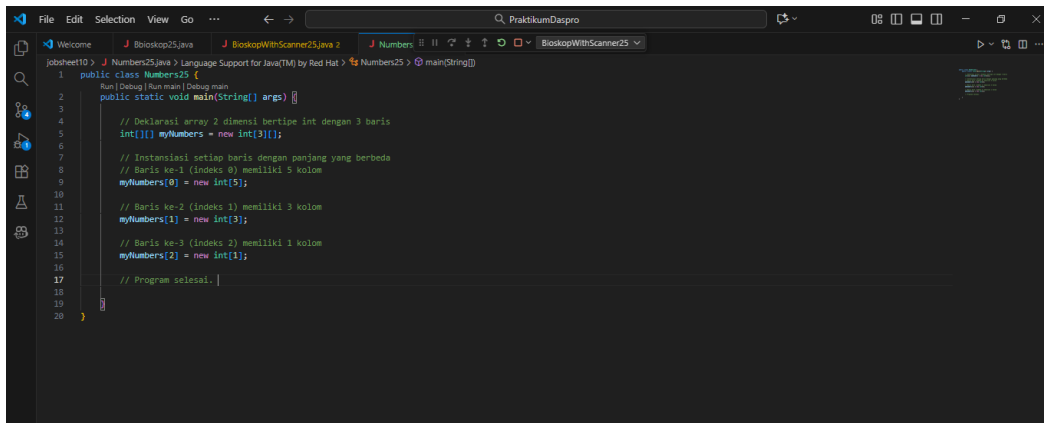 File Edit Selection View Go ··· ← → PraktikumDaspro
Welcome J Bbioskop25.java J BioskopWithScanner25.java 2 J Numbers BioskopWithScanner25
jobsheet10 > J Numbers25.java > Language Support for Java(TM) by Red Hat > Numbers25 > main(String[])
1 public class Numbers25 {
Run | Debug | Run main | Debug main
2 public static void main(String[] args) {
3
4 // Deklarasi array 2 dimensi bertipe int dengan 3 baris
5 int[][] myNumbers = new int[3][];
6
7 // Instansiasi setiap baris dengan panjang yang berbeda
8 // Baris ke-1 (indeks 0) memiliki 5 kolom
9 myNumbers[0] = new int[5];
10
11 // Baris ke-2 (indeks 1) memiliki 3 kolom
12 myNumbers[1] = new int[3];
13
14 // Baris ke-3 (indeks 2) memiliki 1 kolom
15 myNumbers[2] = new int[1];
16
17 // Program selesai.
18
19 }
20 }
4
1